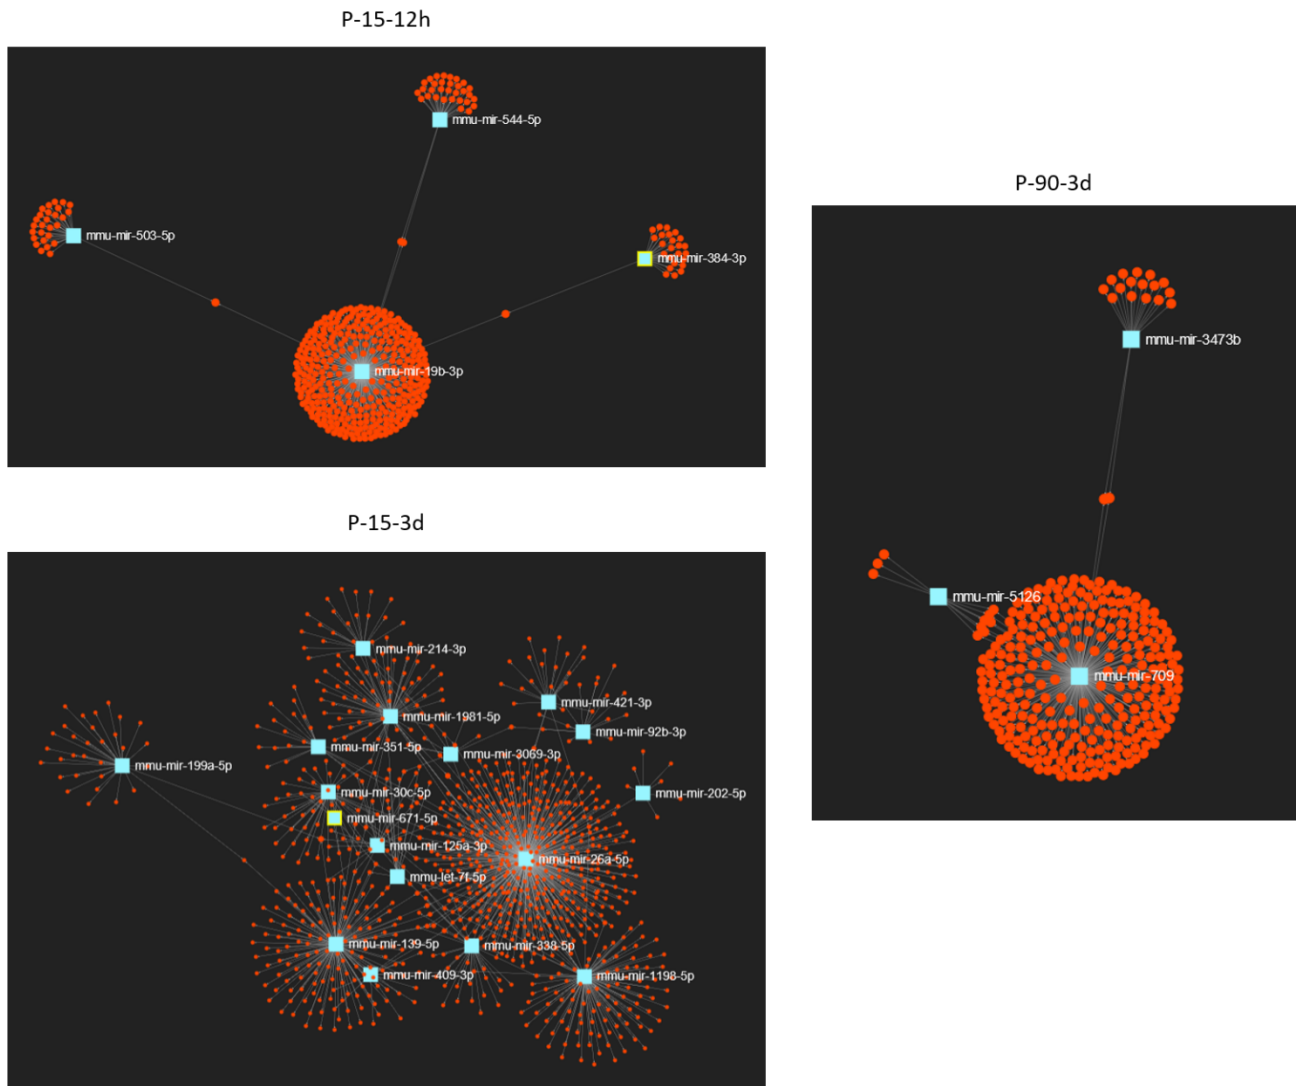 P-15-12h
mmu-mir-544-5p
mmu-mir-503-5p
mmu-mir-384-3p
mmu-mir-19b-3p
P-90-3d
mmu-mir-3473b
mmu-mir-5126
mmu-mir-709
P-15-3d
mmu-mir-214-3p
mmu-mir-421-3p
mmu-mir-1981-5p
mmu-mir-92b-3p
mmu-mir-351-5p
mmu-mir-3069-3p
mmu-mir-199a-5p
mmu-mir-30c-5p
mmu-mir-202-5p
mmu-mir-671-5p
mmu-mir-125a-3p
mmu-mir-26a-5p
mmu-let-7f-5p
mmu-mir-139-5p
mmu-mir-338-5p
mmu-mir-409-3p
mmu-mir-1198-5p